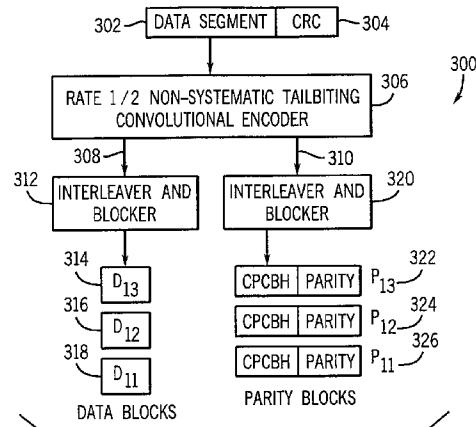 302 DATA SEGMENT CRC 304
300
RATE 1/2 NON-SYSTEMATIC TAILBITING
CONVOLUTIONAL ENCODER
306
308 310
312 INTERLEAVER AND
BLOCKER
INTERLEAVER AND
BLOCKER 320
314 D13
316 D12
318 D11
DATA BLOCKS
CPCBH PARITY P13 322
CPCBH PARITY P12 324
CPCBH PARITY P11 326
PARITY BLOCKS